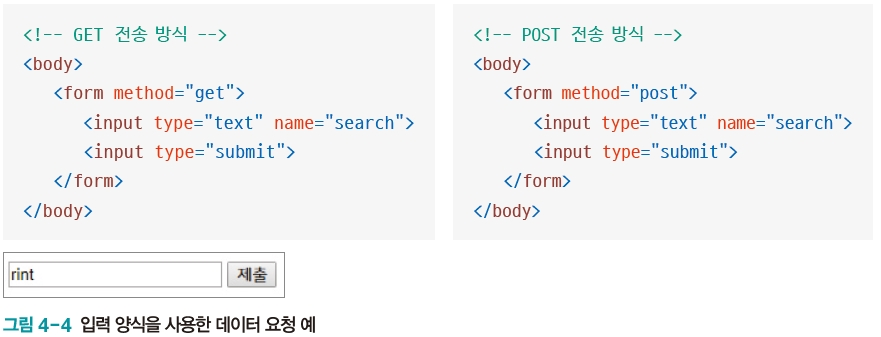 <!-- GET 전송 방식 -->
<body>
<form method="get">
<input type="text" name="search">
<input type="submit">
</form>
</body>
<!-- POST 전송 방식 -->
<body>
<form method="post">
<input type="text" name="search">
<input type="submit">
</form>
</body>
rint 제출
그림 4-4 입력 양식을 사용한 데이터 요청 예